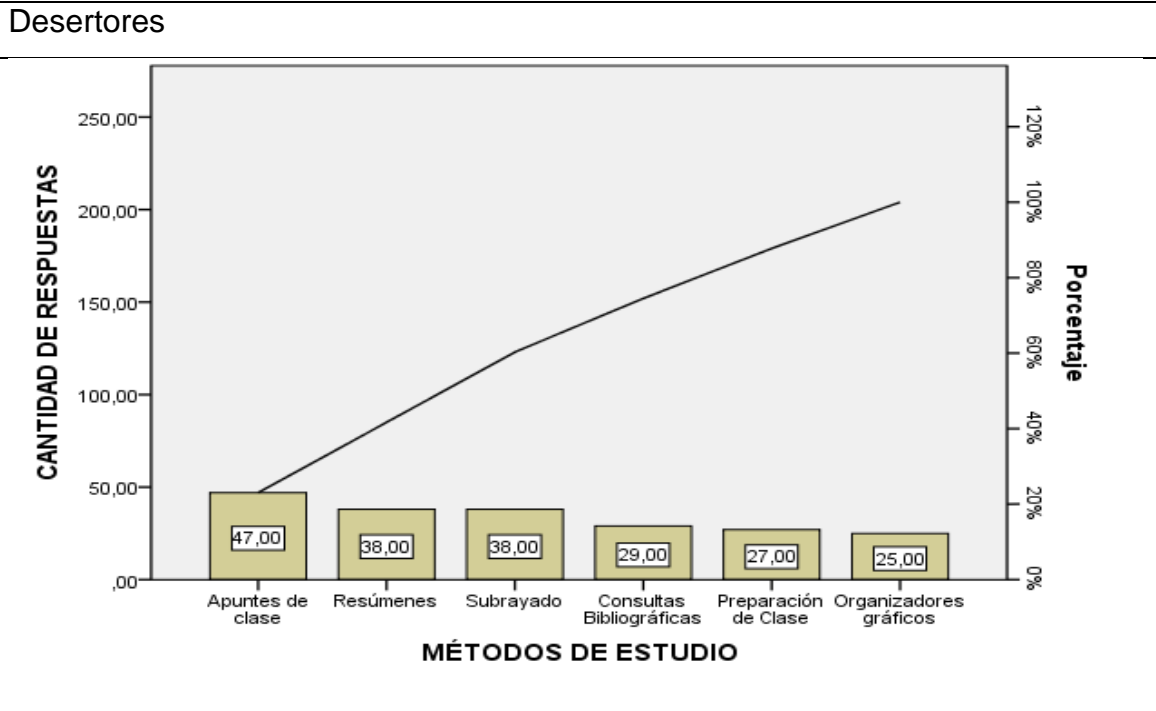 Desertores
CANTIDAD DE RESPUESTAS
250,00
200,00
150,00
100,00
50,00
,00
47,00
38,00
38,00
29,00
27,00
25,00
Apuntes de
clase
Resúmenes
Subrayado
Consultas
Bibliográficas
Preparación
de Clase
Organizadores
gráficos
MÉTODOS DE ESTUDIO
120%
100%
80%
60%
40%
20%
0%
Porcentaje